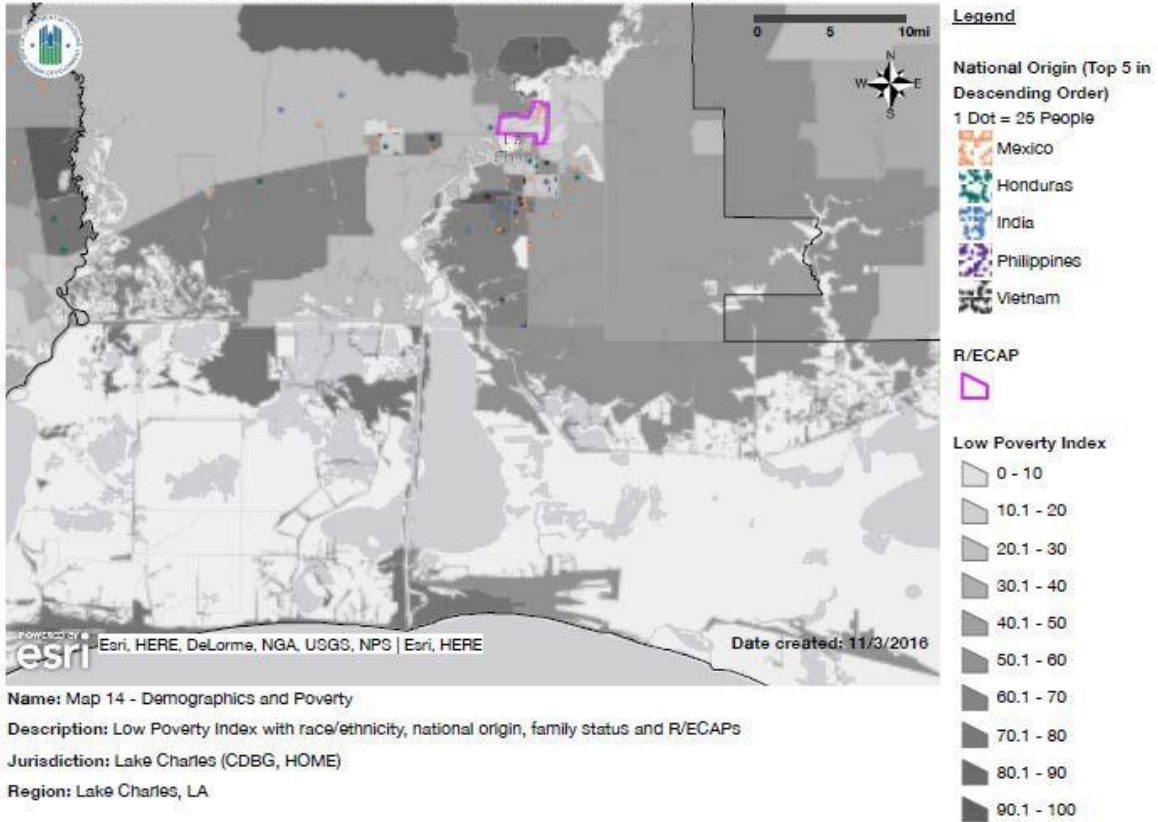 0 5 10mi
N
W E
S
La
Cha
POWERED BY
esri
Esri, HERE, DeLorme, NGA, USGS, NPS | Esri, HERE
Date created: 11/3/2016
Name: Map 14 - Demographics and Poverty
Description: Low Poverty Index with race/ethnicity, national origin, family status and R/ECAPs
Jurisdiction: Lake Charles (CDBG, HOME)
Region: Lake Charles, LA
Legend
National Origin (Top 5 in
Descending Order)
1 Dot = 25 People
Mexico
Honduras
India
Philippines
Vietnam
R/ECAP
Low Poverty Index
0 - 10
10.1 - 20
20.1 - 30
30.1 - 40
40.1 - 50
50.1 - 60
60.1 - 70
70.1 - 80
80.1 - 90
90.1 - 100